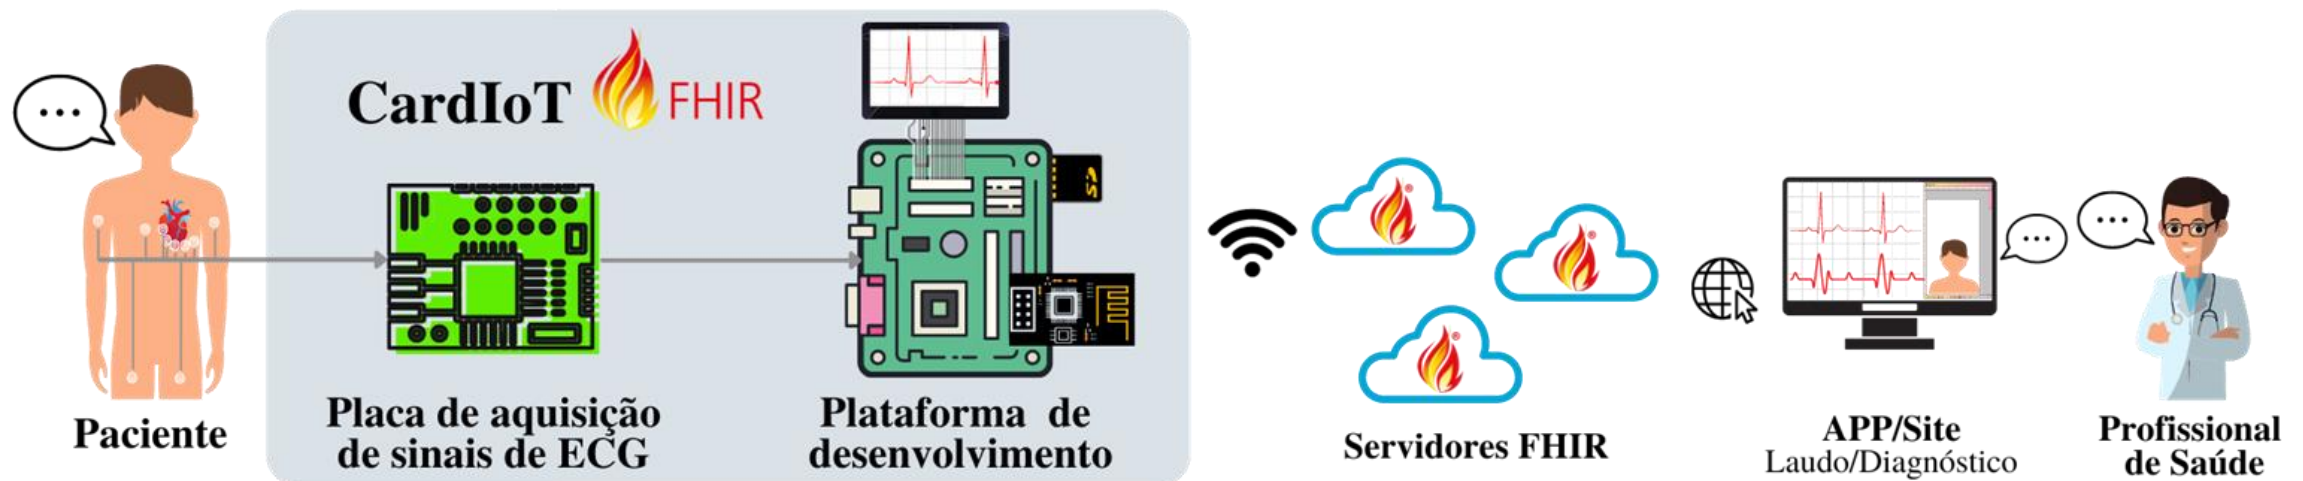 CardIoT
FHIR
SD
Paciente
Placa de aquisição
de sinais de ECG
Plataforma de
desenvolvimento
Servidores FHIR
APP/Site
Laudo/Diagnóstico
Profissional
de Saúde